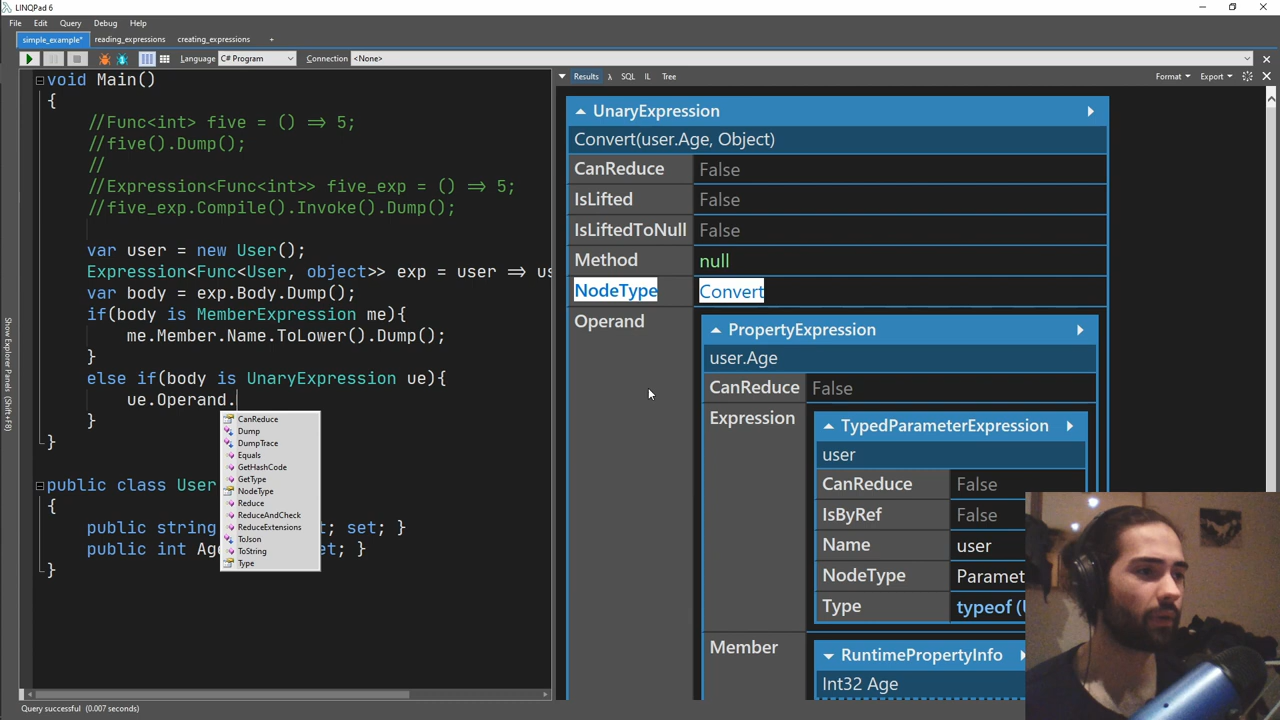 LINQPad 6
File Edit Query Debug Help
simple_example* reading_expressions creating_expressions +
Language C# Program Connection <None>
Show Explorer Panels (Shift+F8)
void Main()
{
//Func<int> five = () => 5;
//five().Dump();
//
//Expression<Func<int>> five_exp = () => 5;
//five_exp.Compile().Invoke().Dump();
var user = new User();
Expression<Func<User, object>> exp = user => us
var body = exp.Body.Dump();
if(body is MemberExpression me){
me.Member.Name.ToLower().Dump();
}
else if(body is UnaryExpression ue){
ue.Operand.
}
}
CanReduce
Dump
DumpTrace
Equals
GetHashCode
GetType
NodeType
Reduce
ReduceAndCheck
ReduceExtensions
ToJson
ToString
Type
public class User
{
public string t; set; }
public int Ag et; }
}
Query successful (0.007 seconds)
Results λ SQL IL Tree Format Export
UnaryExpression
Convert(user.Age, Object)
CanReduce False
IsLifted False
IsLiftedToNull False
Method null
NodeType Convert
Operand
PropertyExpression
user.Age
CanReduce False
Expression
TypedParameterExpression
user
CanReduce False
IsByRef False
Name user
NodeType Paramet
Type typeof (U
Member
RuntimePropertyInfo
Int32 Age